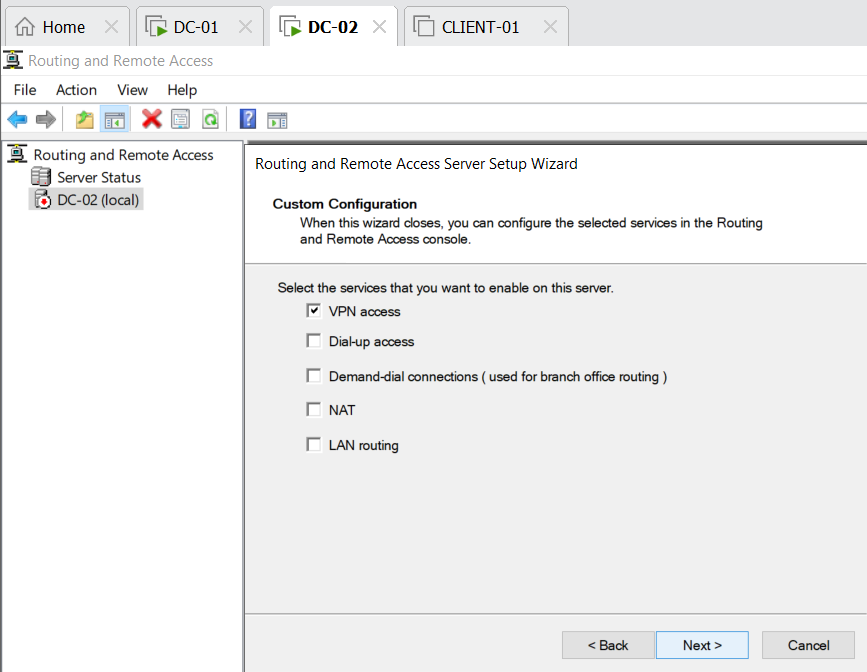 Home
DC-01
DC-02
CLIENT-01
Routing and Remote Access
File Action View Help
Routing and Remote Access
Server Status
DC-02 (local)
Routing and Remote Access Server Setup Wizard
Custom Configuration
When this wizard closes, you can configure the selected services in the Routing
and Remote Access console.
Select the services that you want to enable on this server.
VPN access
Dial-up access
Demand-dial connections ( used for branch office routing )
NAT
LAN routing
< Back
Next >
Cancel